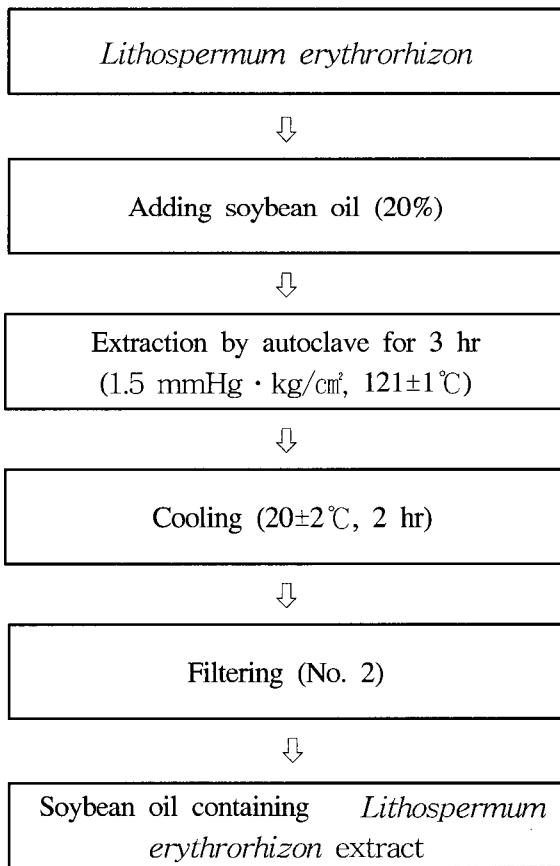 Lithospermum erythrorhizon
⇩
Adding soybean oil (20%)
⇩
Extraction by autoclave for 3 hr
(1.5 mmHg · kg/㎠, 121±1℃)
⇩
Cooling (20±2℃, 2 hr)
⇩
Filtering (No. 2)
⇩
Soybean oil containing Lithospermum
erythrorhizon extract